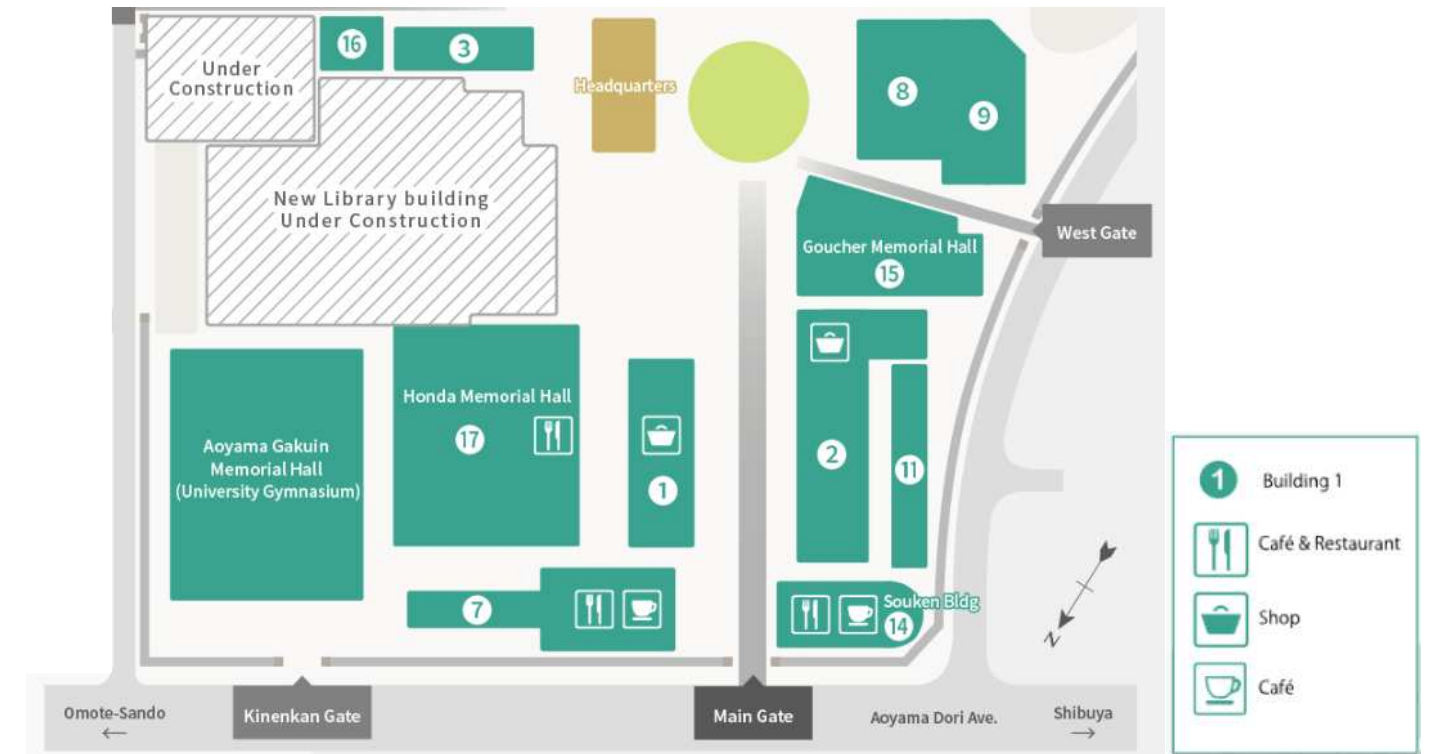 16
3
Under
Construction
Headquarters
8
9
New Library building
Under Construction
West Gate
Goucher Memorial Hall
15
Honda Memorial Hall
17
Aoyama Gakuin
Memorial Hall
(University Gymnasium)
1
2
11
7
Souken Bldg
14
N
Omote-Sando
←
Kinenkan Gate
Main Gate
Aoyama Dori Ave.
Shibuya
→
1 Building 1
Café & Restaurant
Shop
Café